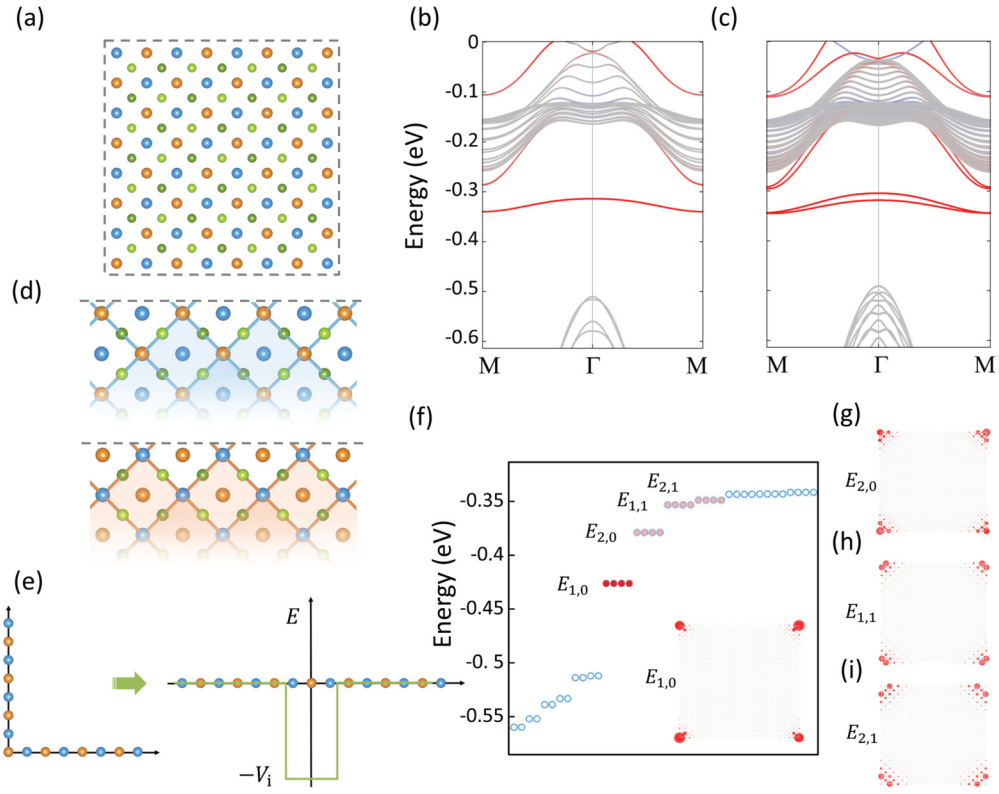 (a)
(b)
(c)
0
-0.1
-0.2
-0.3
-0.4
-0.5
-0.6
Energy (eV)
M
Γ
M
M
Γ
M
(d)
(e)
E
−V_i
(f)
-0.35
-0.4
-0.45
-0.5
-0.55
Energy (eV)
E_{2,1}
E_{1,1}
E_{2,0}
E_{1,0}
E_{1,0}
(g)
E_{2,0}
(h)
E_{1,1}
(i)
E_{2,1}